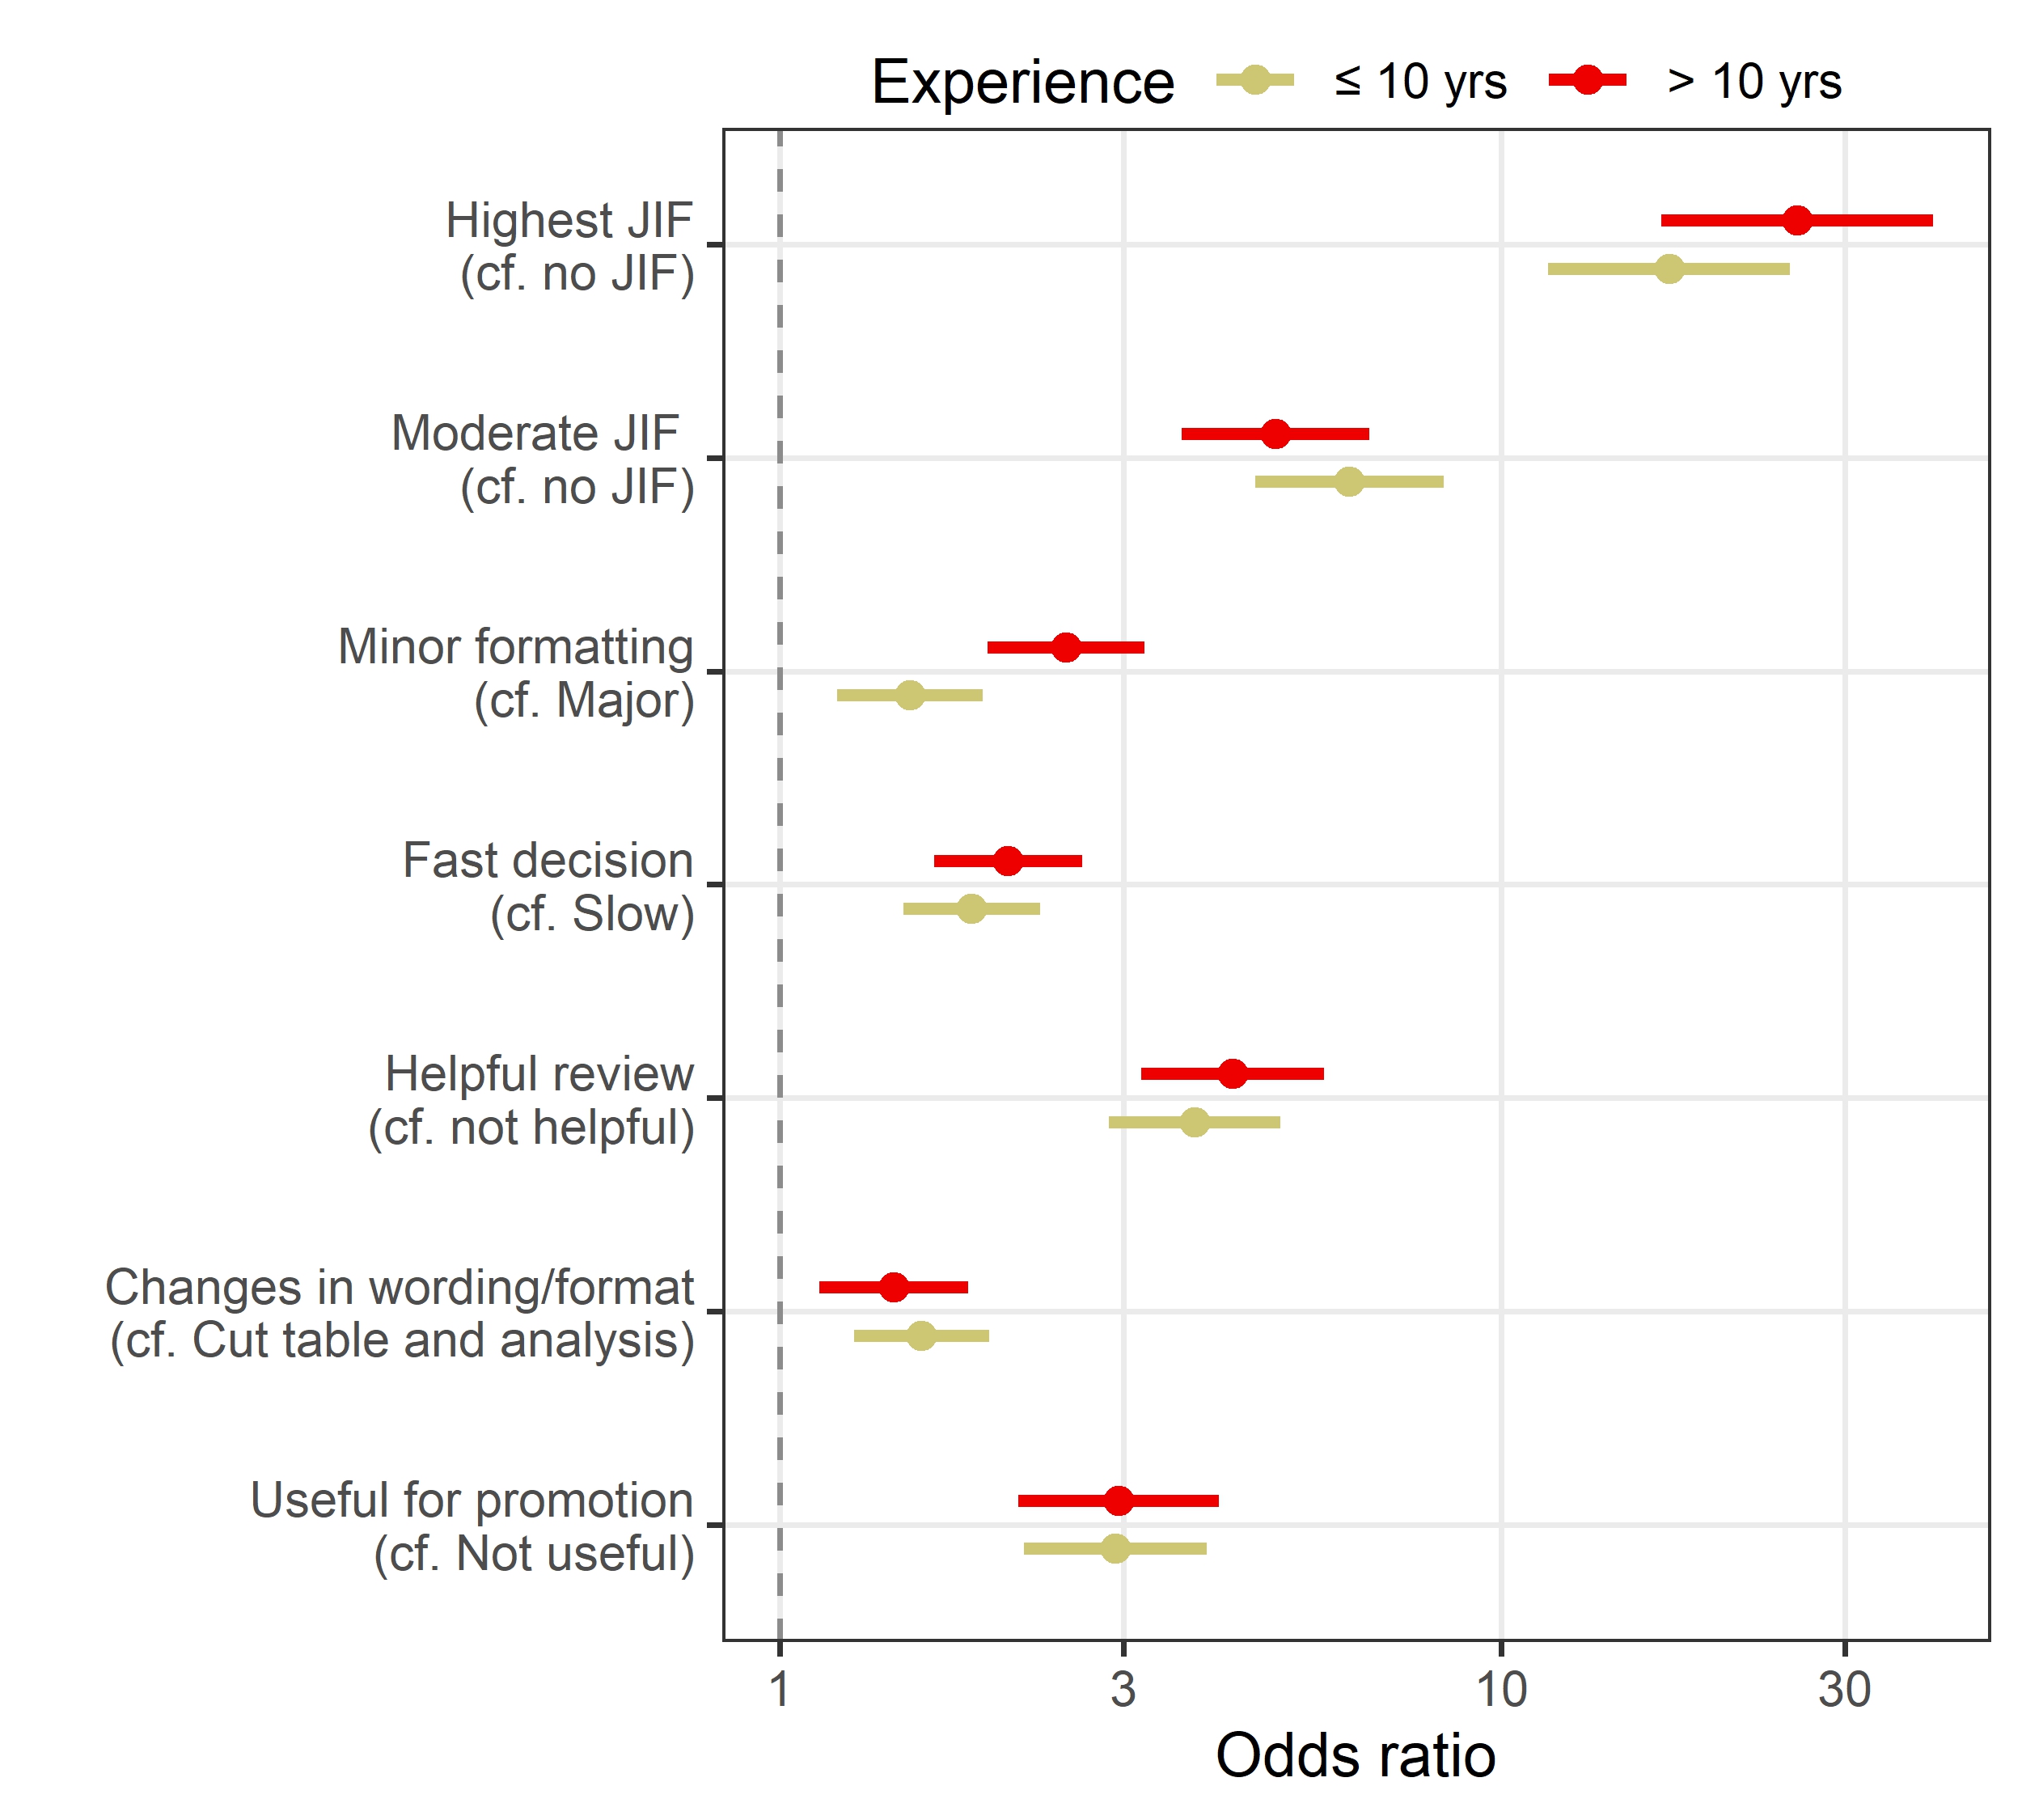 Experience ≤ 10 yrs > 10 yrs
Highest JIF
(cf. no JIF)
Moderate JIF
(cf. no JIF)
Minor formatting
(cf. Major)
Fast decision
(cf. Slow)
Helpful review
(cf. not helpful)
Changes in wording/format
(cf. Cut table and analysis)
Useful for promotion
(cf. Not useful)
1 3 10 30
Odds ratio